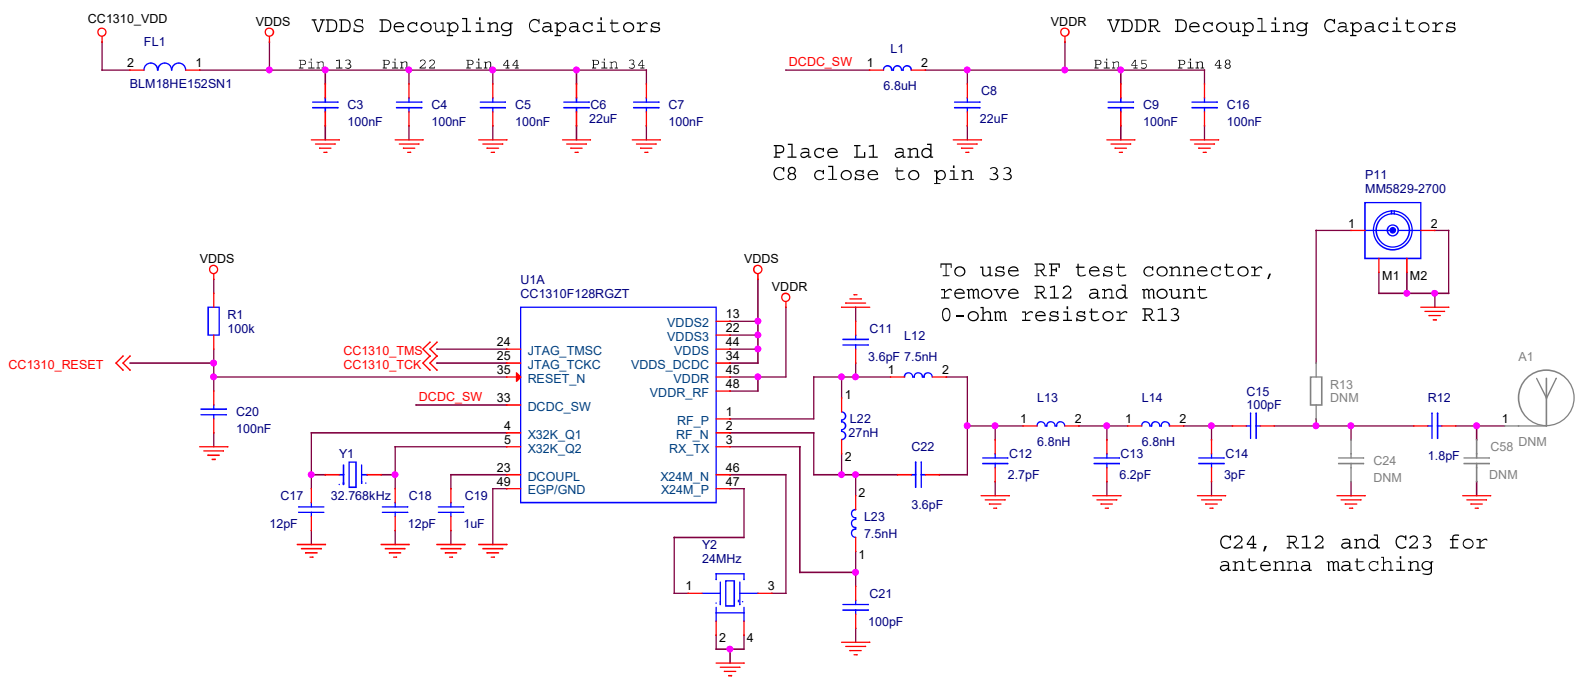 CC1310_VDD
VDDS
VDDS Decoupling Capacitors
FL1
2
1
BLM18HE152SN1
Pin 13
Pin 22
Pin 44
Pin 34
C3
100nF
C4
100nF
C5
100nF
C6
22uF
C7
100nF
VDDR
VDDR Decoupling Capacitors
DCDC_SW
1
L1
2
6.8uH
Pin 45
Pin 48
C8
22uF
C9
100nF
C16
100nF
Place L1 and
C8 close to pin 33
P11
MM5829-2700
1
2
M1
M2
To use RF test connector,
remove R12 and mount
0-ohm resistor R13
VDDS
R1
100k
CC1310_RESET
C20
100nF
CC1310_TMS
CC1310_TCK
DCDC_SW
U1A
CC1310F128RGZT
24
JTAG_TMSC
25
JTAG_TCKC
35
RESET_N
33
DCDC_SW
4
X32K_Q1
5
X32K_Q2
23
DCOUPL
49
EGP/GND
VDDS2
13
VDDS3
22
VDDS
44
VDDS_DCDC
34
VDDR
45
VDDR_RF
48
RF_P
1
RF_N
2
RX_TX
3
X24M_N
46
X24M_P
47
VDDS
VDDR
Y1
32.768kHz
C17
12pF
C18
12pF
C19
1uF
Y2
24MHz
1
3
2
4
C11
3.6pF
L12
7.5nH
1
2
1
L22
27nH
2
C22
3.6pF
2
L23
7.5nH
1
C21
100pF
C12
2.7pF
L13
1
2
6.8nH
C13
6.2pF
L14
1
2
6.8nH
C14
3pF
C15
100pF
R13
DNM
C24
DNM
R12
1.8pF
C58
DNM
A1
1
DNM
C24, R12 and C23 for
antenna matching